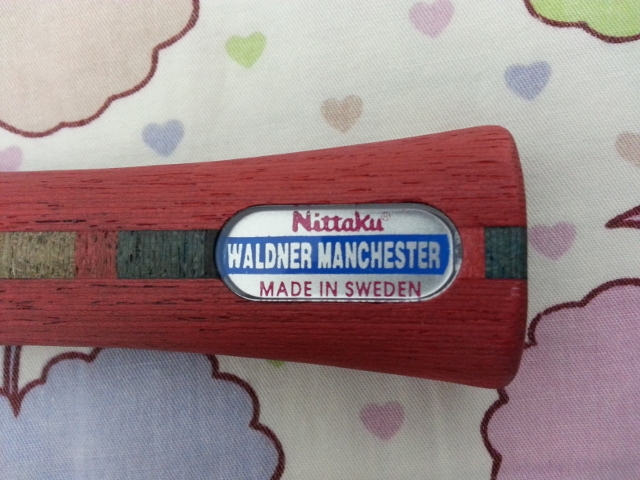 Nittaku®
WALDNER MANCHESTER
MADE IN SWEDEN